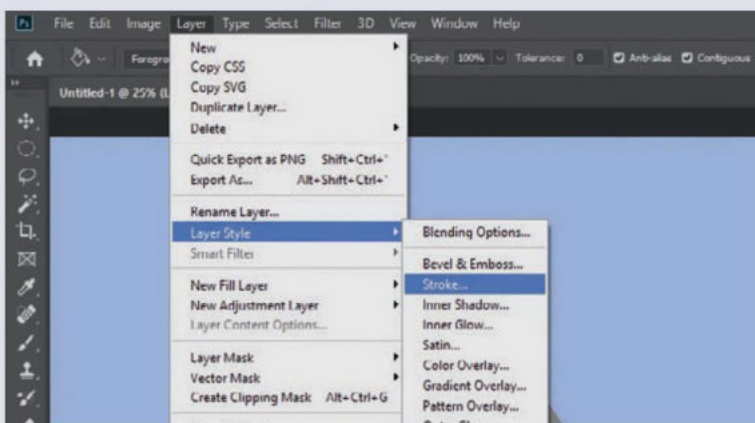 Ps File Edit Image Layer Type Select Filter 3D View Window Help
Opacity: 100% Tolerance: 0 Anti-alias Contiguous
Untitled-1 @ 25% (L
New
Copy CSS
Copy SVG
Duplicate Layer...
Delete
Quick Export as PNG Shift+Ctrl+'
Export As... Alt+Shift+Ctrl+'
Rename Layer...
Layer Style
Smart Filter
New Fill Layer
New Adjustment Layer
Layer Content Options...
Layer Mask
Vector Mask
Create Clipping Mask Alt+Ctrl+G
Blending Options...
Bevel & Emboss...
Stroke...
Inner Shadow...
Inner Glow...
Satin...
Color Overlay...
Gradient Overlay...
Pattern Overlay...